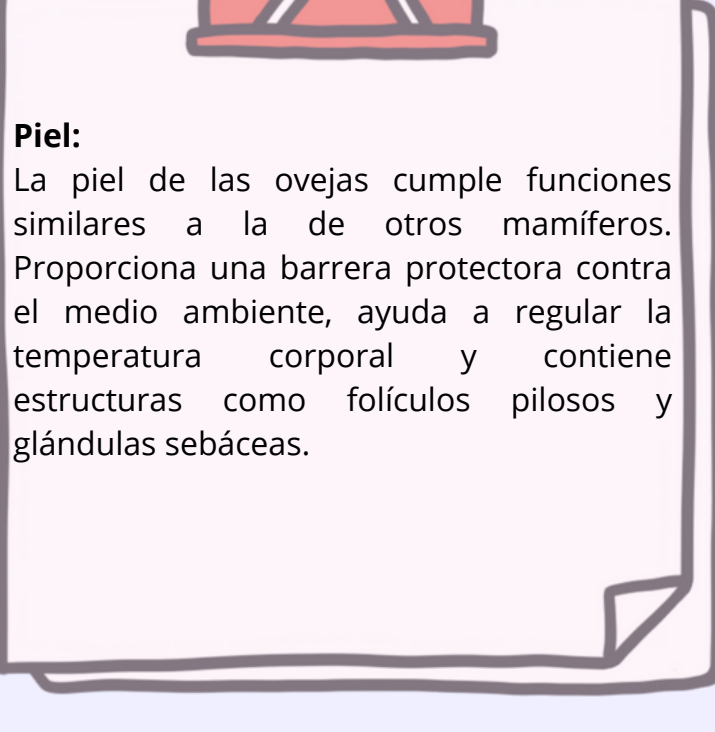 Piel:
La piel de las ovejas cumple funciones
similares a la de otros mamíferos.
Proporciona una barrera protectora contra
el medio ambiente, ayuda a regular la
temperatura corporal y contiene
estructuras como folículos pilosos y
glándulas sebáceas.